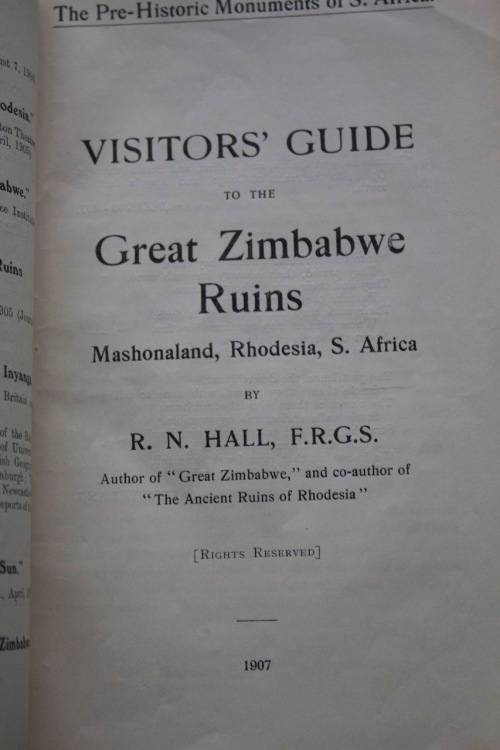 The Pre-Historic Monuments of S. Africa.
VISITORS' GUIDE
TO THE
Great Zimbabwe
Ruins
Mashonaland, Rhodesia, S. Africa
BY
R. N. HALL, F.R.G.S.
Author of "Great Zimbabwe," and co-author of
"The Ancient Ruins of Rhodesia"
[RIGHTS RESERVED]
1907